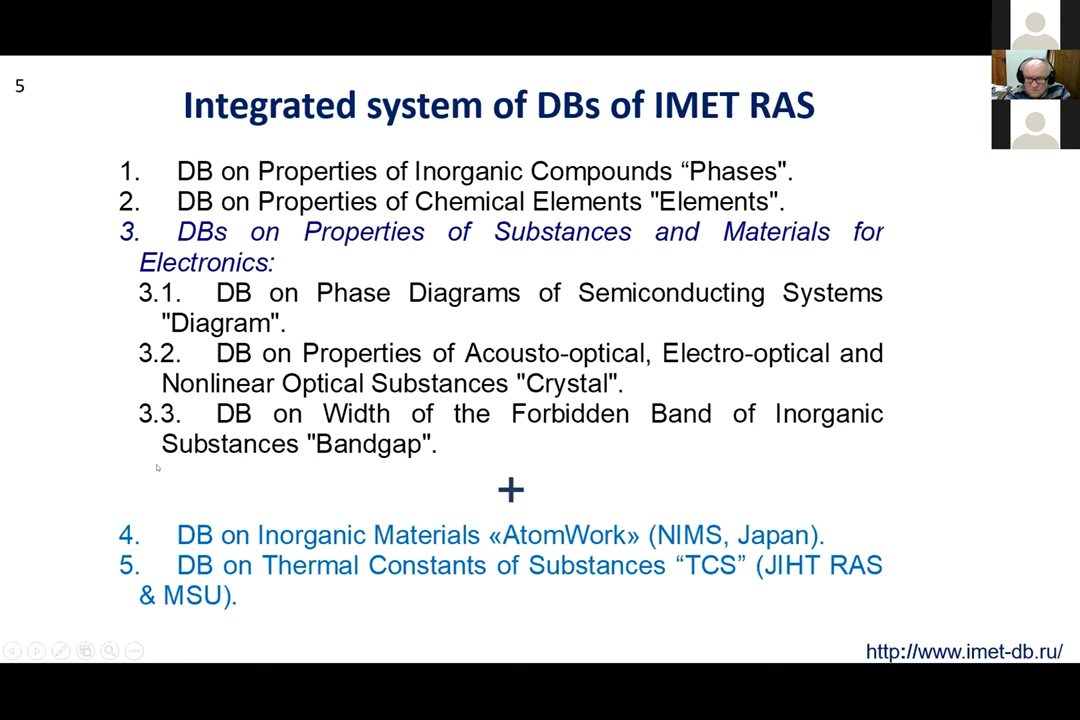 5
Integrated system of DBs of IMET RAS
1. DB on Properties of Inorganic Compounds “Phases".
2. DB on Properties of Chemical Elements "Elements".
3. DBs on Properties of Substances and Materials for
Electronics:
3.1. DB on Phase Diagrams of Semiconducting Systems
"Diagram".
3.2. DB on Properties of Acousto-optical, Electro-optical and
Nonlinear Optical Substances "Crystal".
3.3. DB on Width of the Forbidden Band of Inorganic
Substances "Bandgap".
+
4. DB on Inorganic Materials «AtomWork» (NIMS, Japan).
5. DB on Thermal Constants of Substances “TCS” (JIHT RAS
& MSU).
http://www.imet-db.ru/